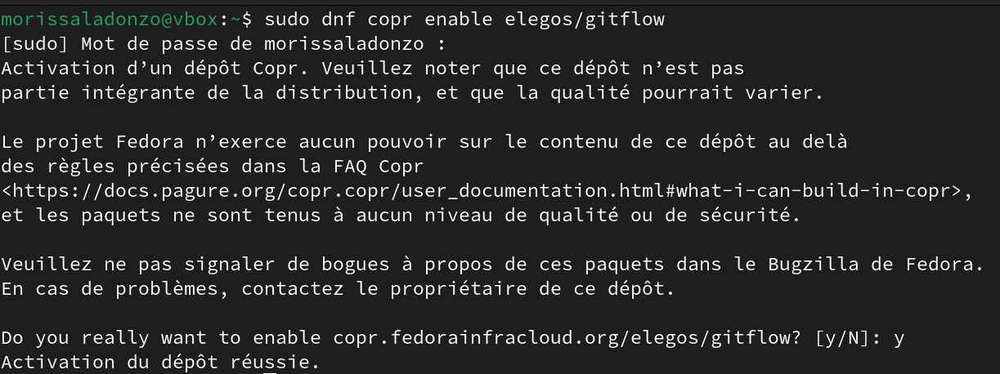 morissaladonzo@vbox:~$ sudo dnf copr enable elegos/gitflow
[sudo] Mot de passe de morissaladonzo :
Activation d’un dépôt Copr. Veuillez noter que ce dépôt n’est pas
partie intégrante de la distribution, et que la qualité pourrait varier.
Le projet Fedora n’exerce aucun pouvoir sur le contenu de ce dépôt au delà
des règles précisées dans la FAQ Copr
<https://docs.pagure.org/copr.copr/user_documentation.html#what-i-can-build-in-copr>,
et les paquets ne sont tenus à aucun niveau de qualité ou de sécurité.
Veuillez ne pas signaler de bogues à propos de ces paquets dans le Bugzilla de Fedora.
En cas de problèmes, contactez le propriétaire de ce dépôt.
Do you really want to enable copr.fedorainfracloud.org/elegos/gitflow? [y/N]: y
Activation du dépôt réussie.